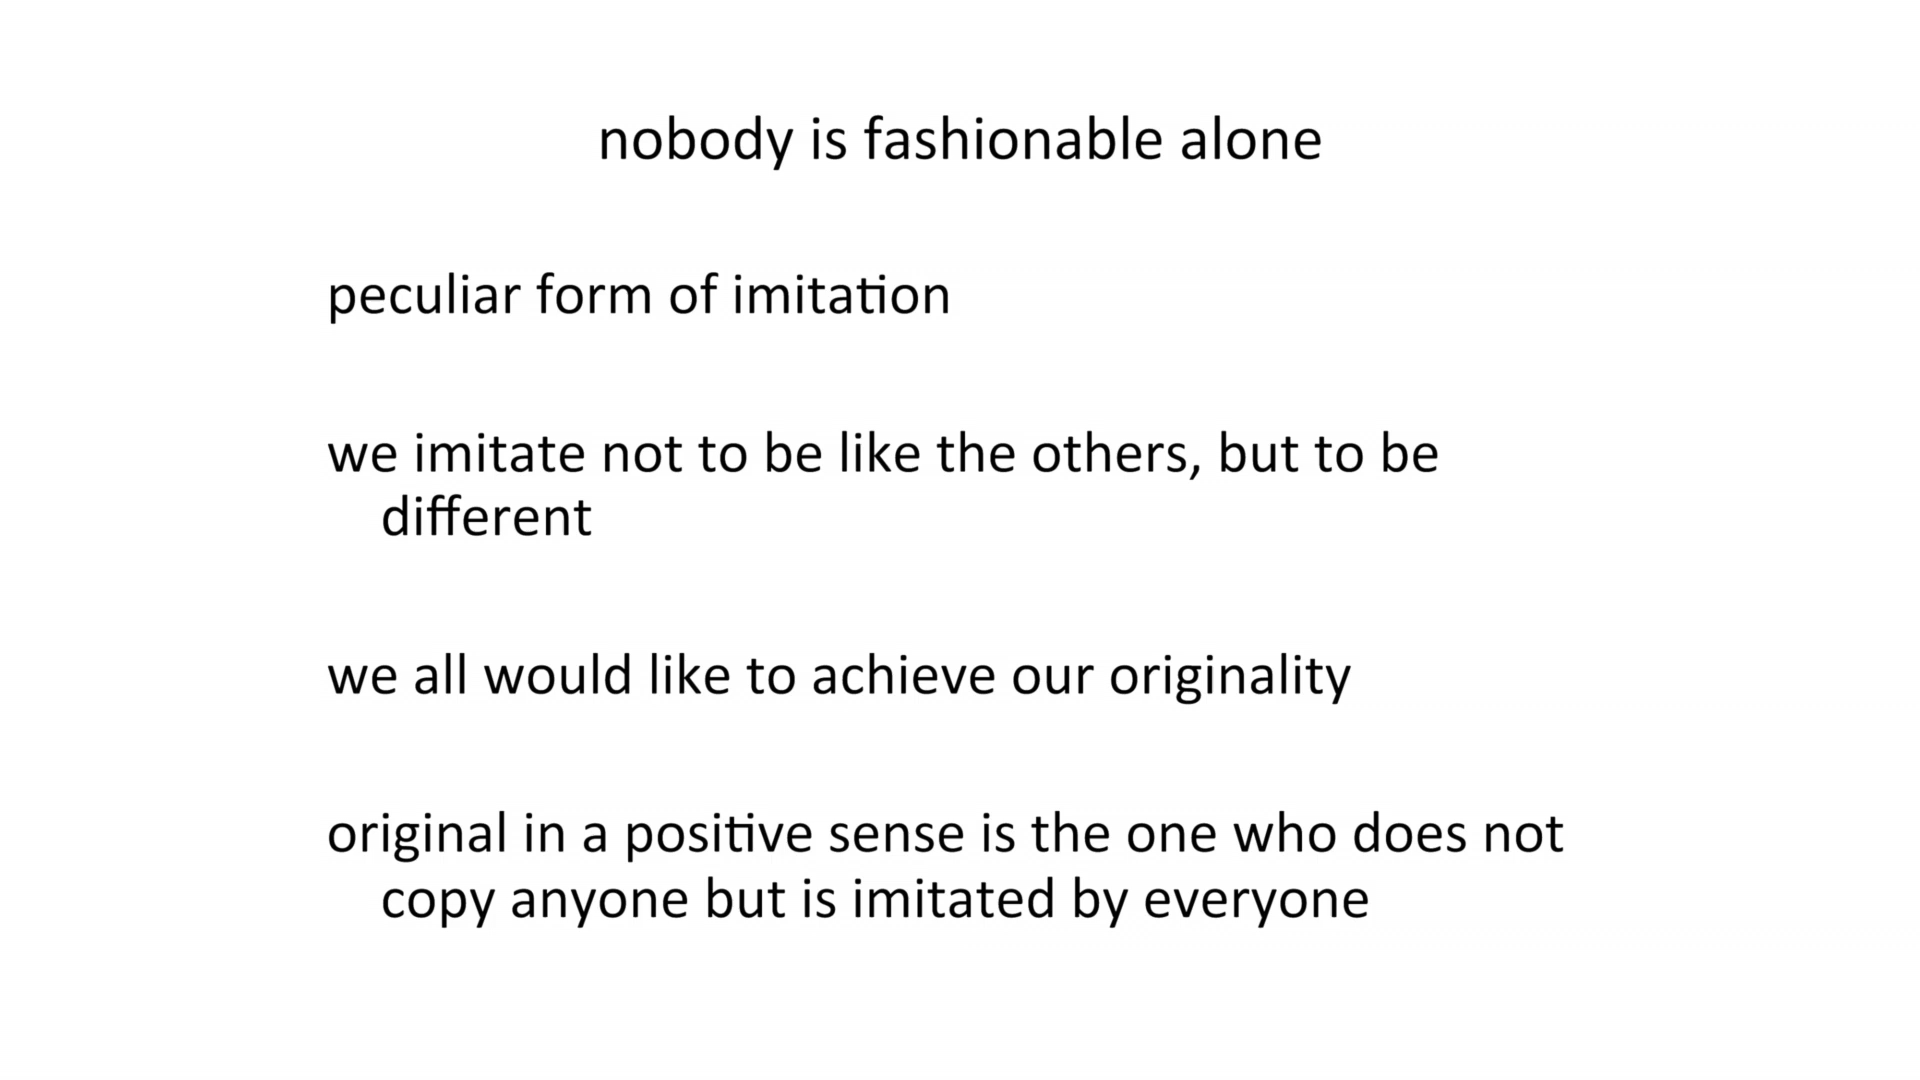 nobody is fashionable alone
peculiar form of imitation
we imitate not to be like the others, but to be
different
we all would like to achieve our originality
original in a positive sense is the one who does not
copy anyone but is imitated by everyone